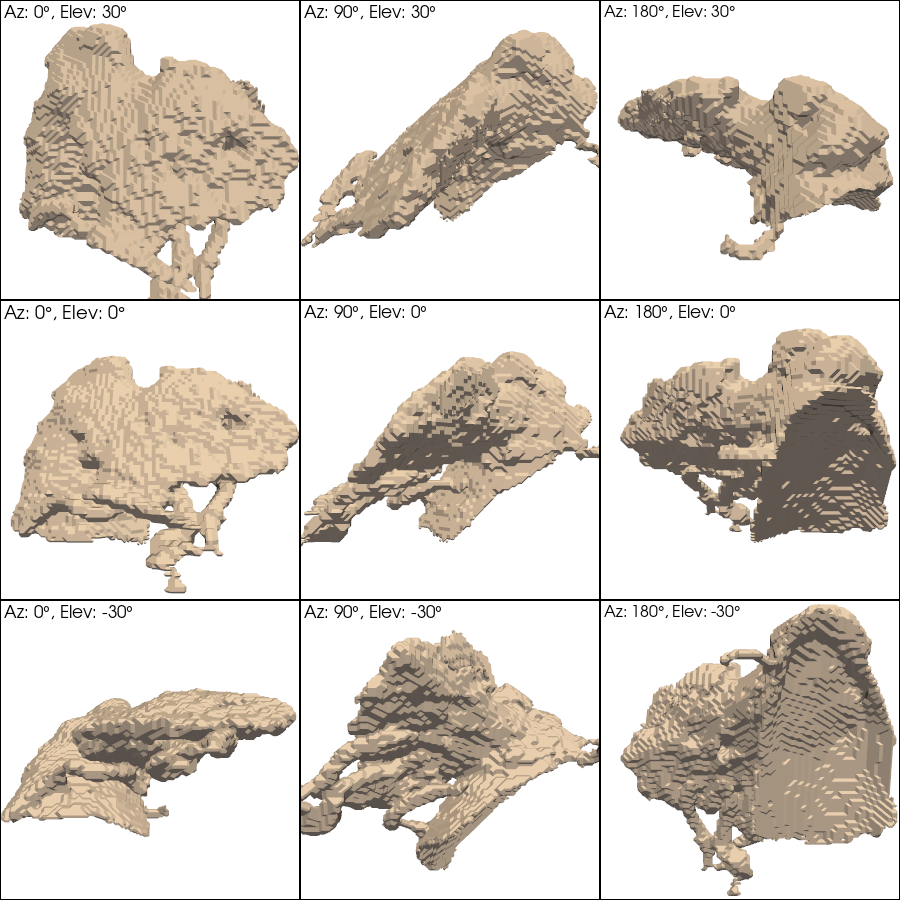 Az: 0°, Elev: 30°
Az: 90°, Elev: 30°
Az: 180°, Elev: 30°
Az: 0°, Elev: 0°
Az: 90°, Elev: 0°
Az: 180°, Elev: 0°
Az: 0°, Elev: -30°
Az: 90°, Elev: -30°
Az: 180°, Elev: -30°